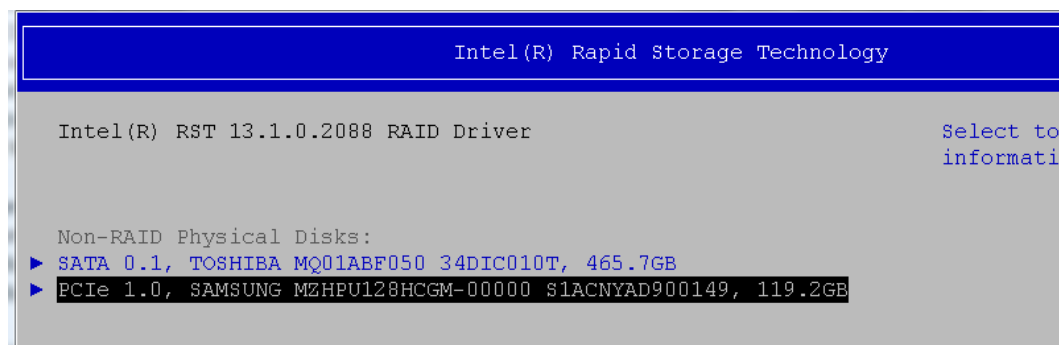 Intel(R) Rapid Storage Technology
Intel(R) RST 13.1.0.2088 RAID Driver
Select to
informati
Non-RAID Physical Disks:
SATA 0.1, TOSHIBA MQ01ABF050 34DIC010T, 465.7GB
PCIe 1.0, SAMSUNG MZHPU128HCGM-00000 S1ACNYAD900149, 119.2GB